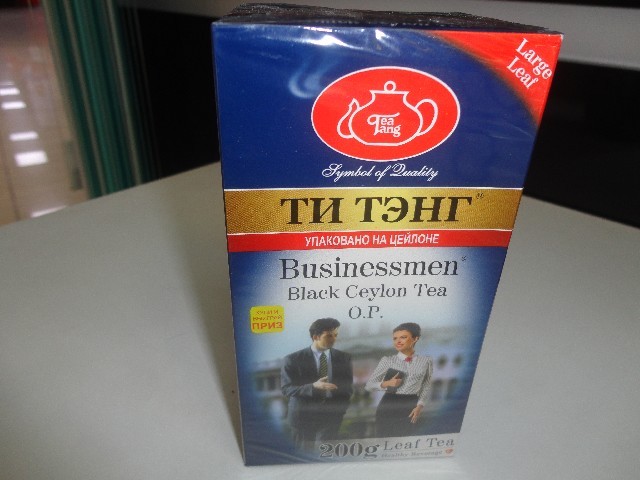 Large
Leaf
Tea
Tang
Symbol of Quality
ТИ ТЭНГ
УПАКОВАНО НА ЦЕЙЛОНЕ
Businessmen
Black Ceylon Tea
O.P.
ПРИЗ
200g Leaf Tea